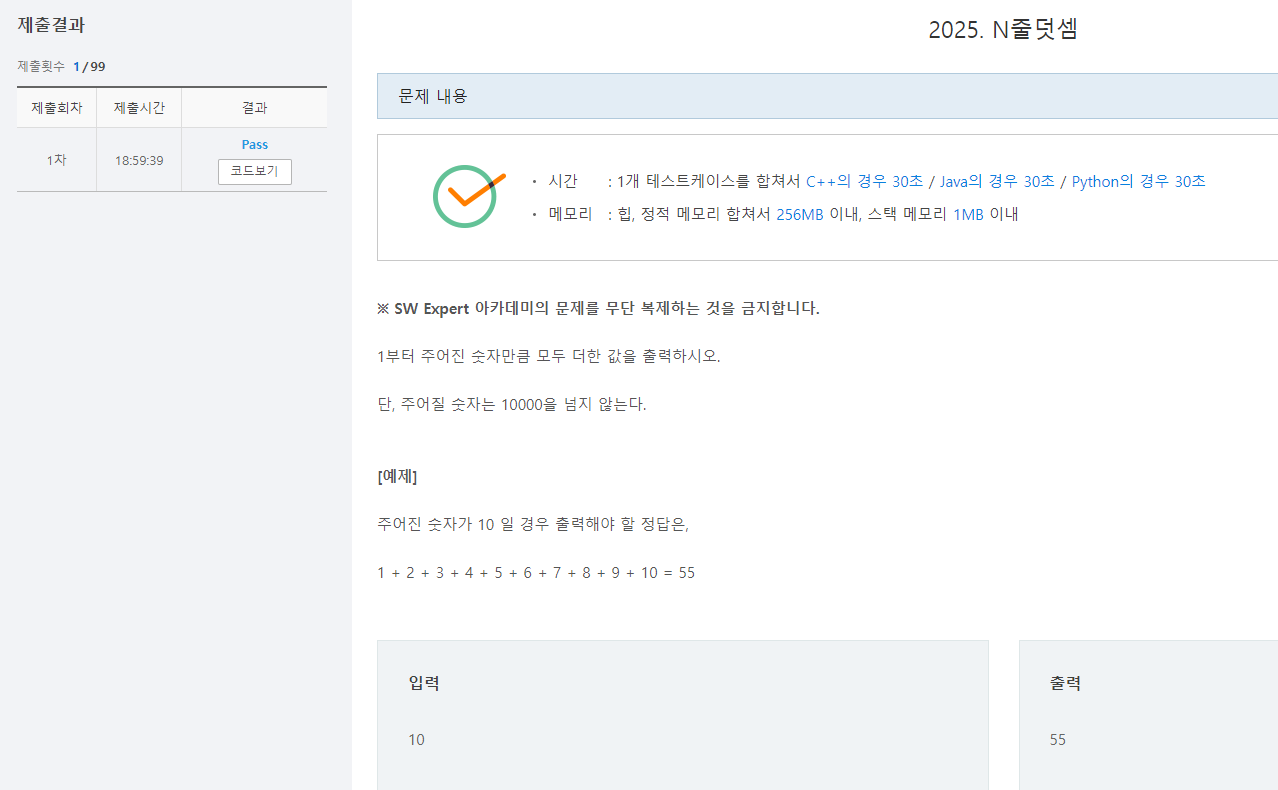 제출결과
제출횟수 1 / 99
제출회차 제출시간 결과
1차 18:59:39 Pass
코드보기
2025. N줄덧셈
문제 내용
· 시간 : 1개 테스트케이스를 합쳐서 C++의 경우 30초 / Java의 경우 30초 / Python의 경우 30초
· 메모리 : 힙, 정적 메모리 합쳐서 256MB 이내, 스택 메모리 1MB 이내
※ SW Expert 아카데미의 문제를 무단 복제하는 것을 금지합니다.
1부터 주어진 숫자만큼 모두 더한 값을 출력하시오.
단, 주어질 숫자는 10000을 넘지 않는다.
[예제]
주어진 숫자가 10 일 경우 출력해야 할 정답은,
1 + 2 + 3 + 4 + 5 + 6 + 7 + 8 + 9 + 10 = 55
입력
10
출력
55